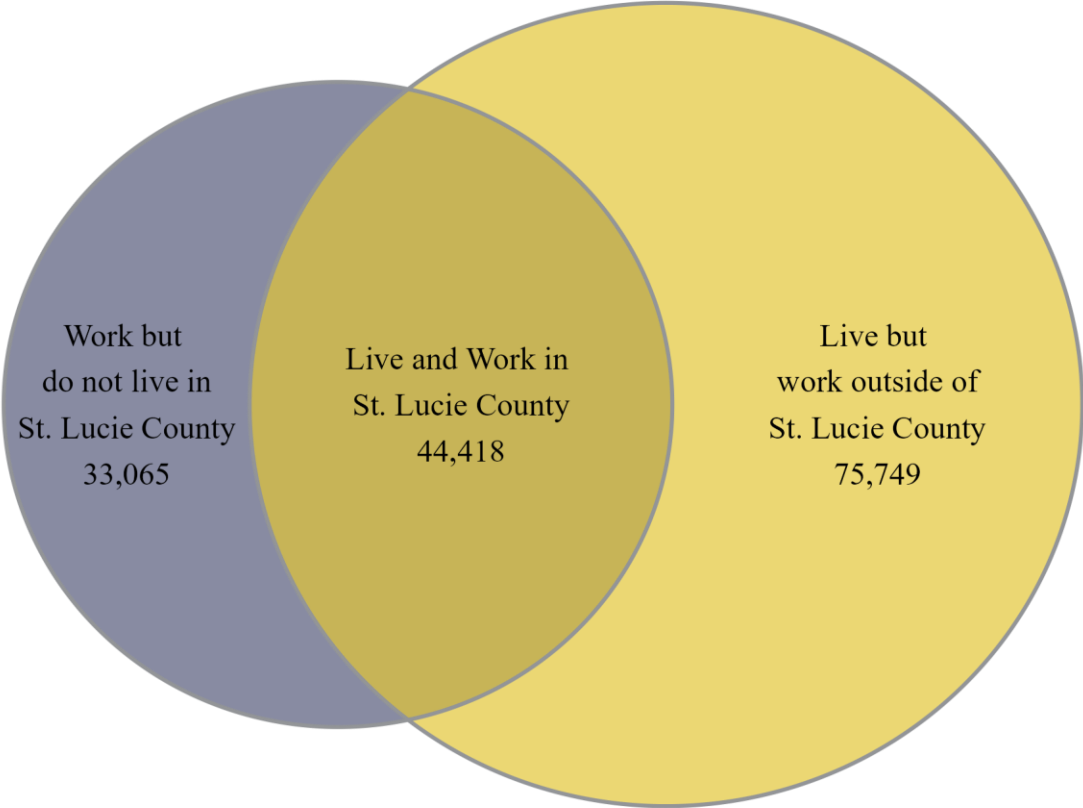 Work but
do not live in
St. Lucie County
33,065
Live and Work in
St. Lucie County
44,418
Live but
work outside of
St. Lucie County
75,749